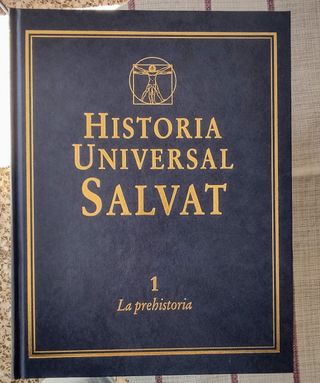 HISTORIA
UNIVERSAL
SALVAT
1
La prehistoria